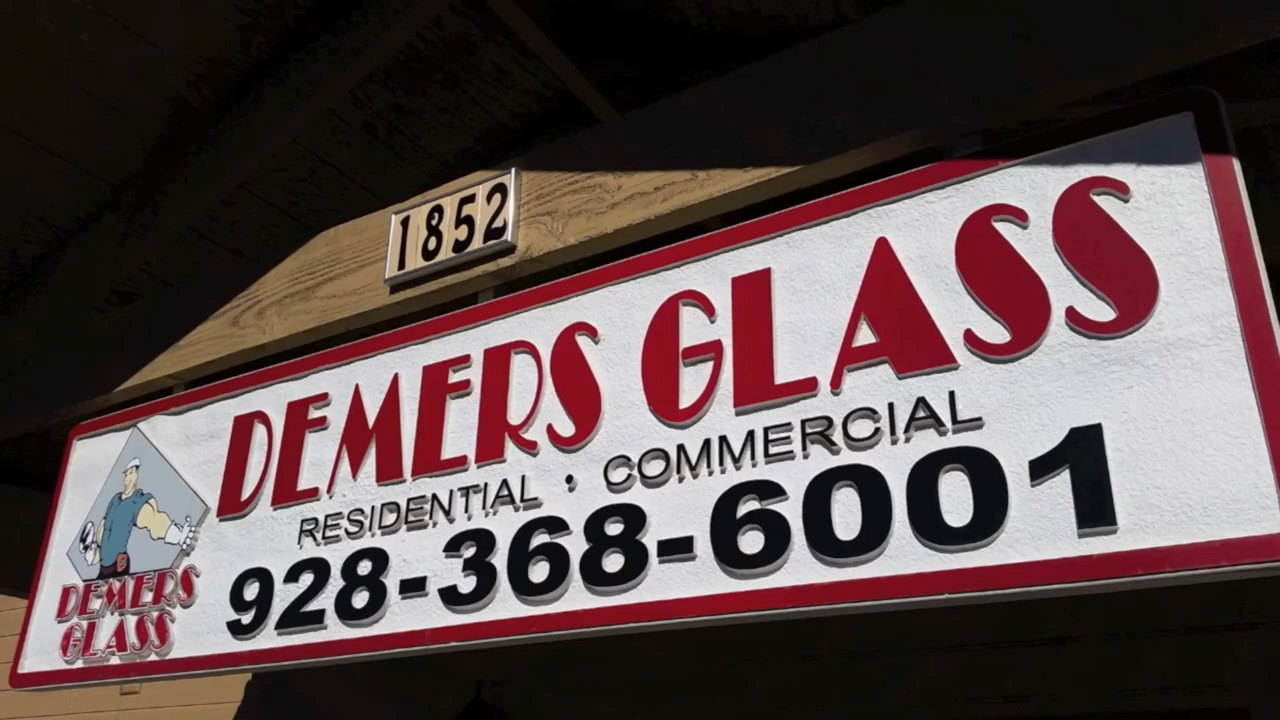 1852
DEMERS GLASS
RESIDENTIAL • COMMERCIAL
928-368-6001
DEMERS
GLASS